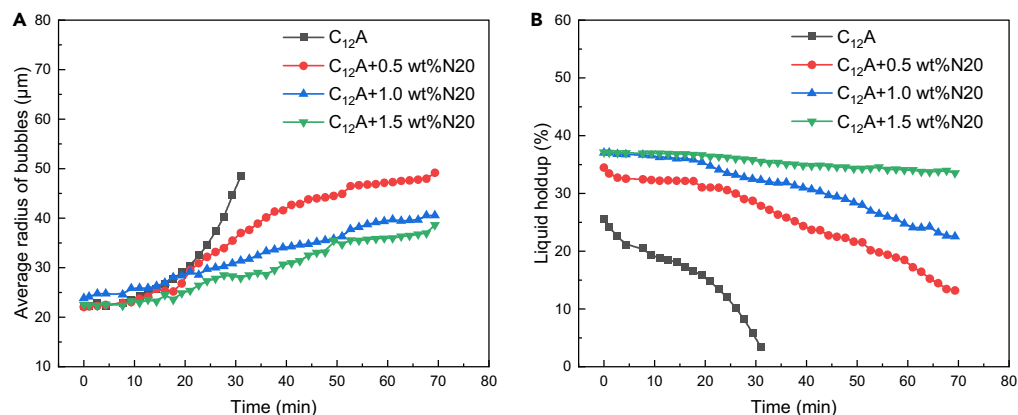 A
C₁₂A
C₁₂A+0.5 wt%N20
C₁₂A+1.0 wt%N20
C₁₂A+1.5 wt%N20
Average radius of bubbles (μm)
80
70
60
50
40
30
20
10
0 10 20 30 40 50 60 70 80
Time (min)
B
C₁₂A
C₁₂A+0.5 wt%N20
C₁₂A+1.0 wt%N20
C₁₂A+1.5 wt%N20
Liquid holdup (%)
60
50
40
30
20
10
0
0 10 20 30 40 50 60 70 80
Time (min)